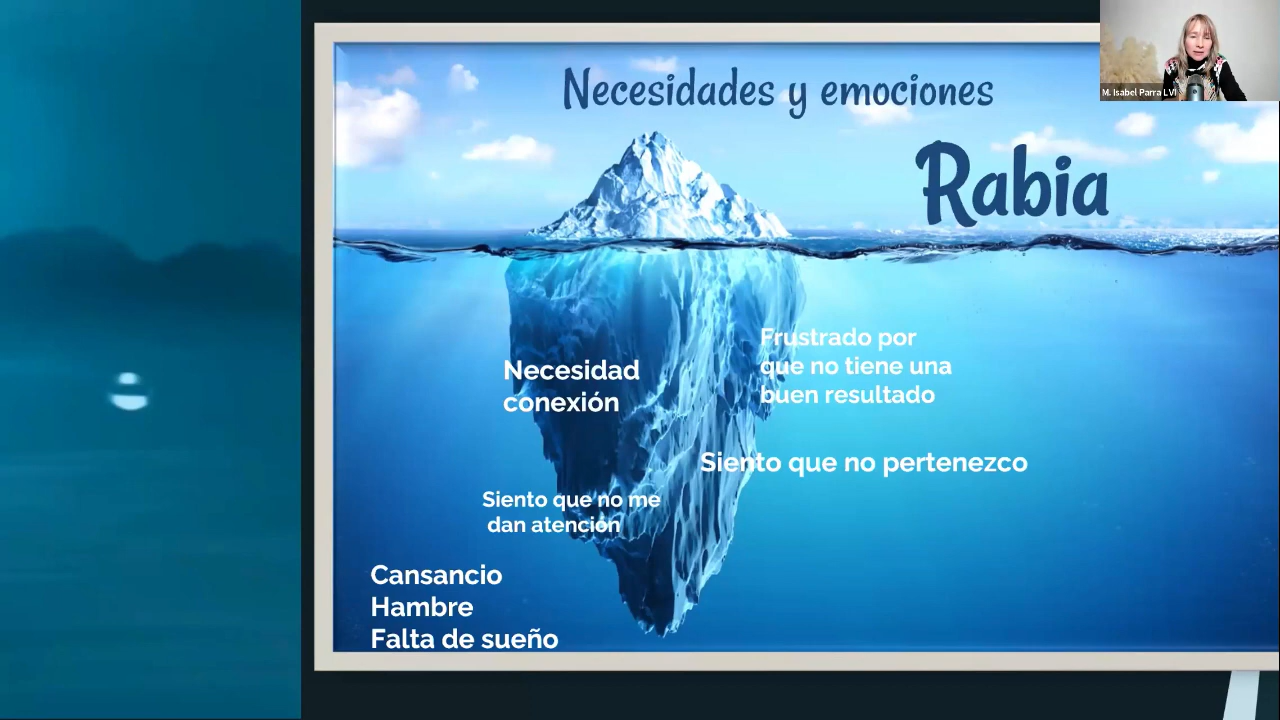 Necesidades y emociones
M. Isabel Parra LVI
Rabia
Frustrado por
que no tiene una
buen resultado
Necesidad
conexión
Siento que no pertenezco
Siento que no me
dan atención
Cansancio
Hambre
Falta de sueño